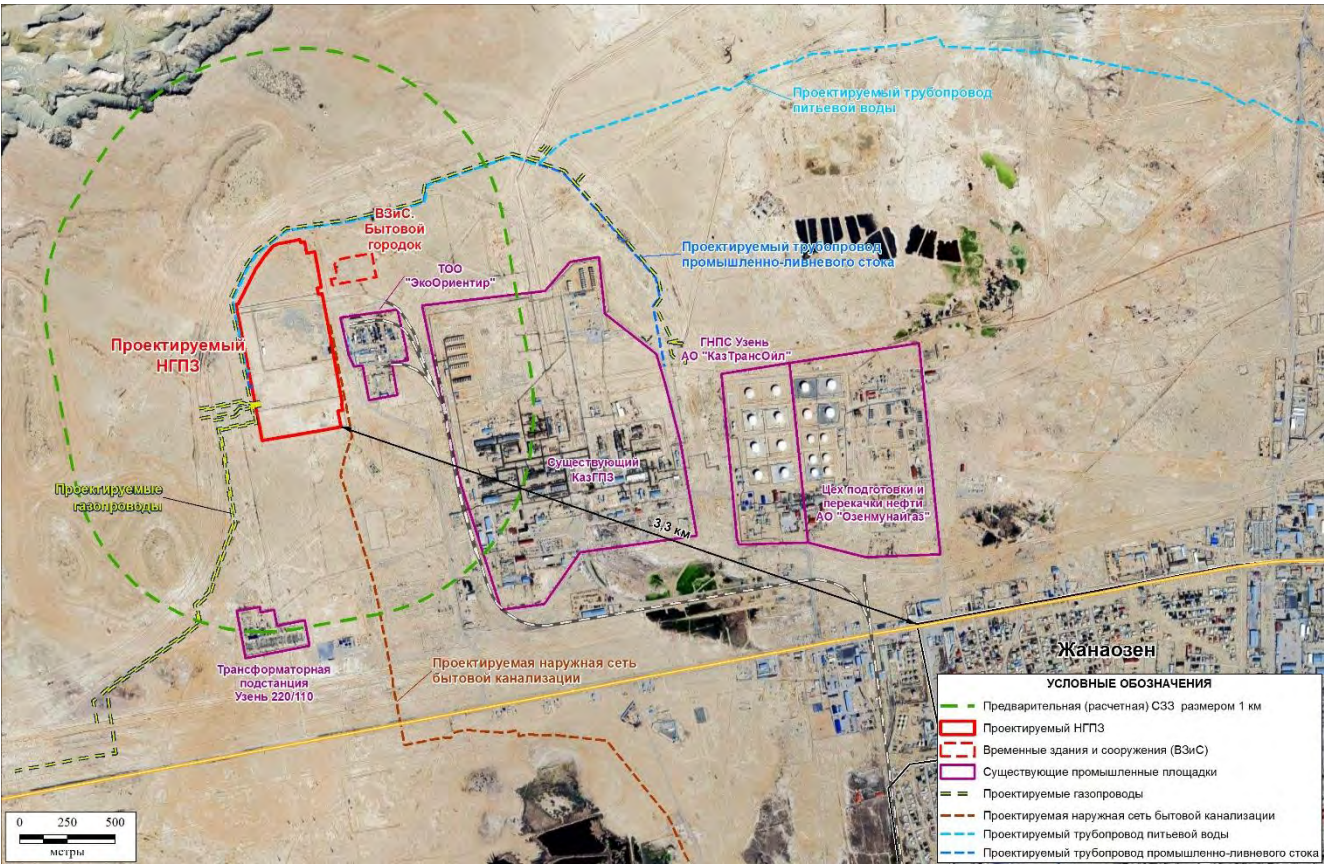 Проектируемый трубопровод
питьевой воды
ВЗиС.
Бытовой
городок
Проектируемый трубопровод
промышленно-ливневого стока
ТОО
"ЭкоОриентир"
Проектируемый
НГПЗ
ГНПС Узень
АО "КазТрансОйл"
Существующий
КазГПЗ
Проектируемые
газопроводы
Цех подготовки и
перекачки нефти
АО "Озенмунайгаз"
3,3 км
Жанаозен
Трансформаторная
подстанция
Узень 220/110
Проектируемая наружная сеть
бытовой канализации
УСЛОВНЫЕ ОБОЗНАЧЕНИЯ
Предварительная (расчетная) СЗЗ размером 1 км
Проектируемый НГПЗ
Временные здания и сооружения (ВЗиС)
Существующие промышленные площадки
Проектируемые газопроводы
Проектируемая наружная сеть бытовой канализации
Проектируемый трубопровод питьевой воды
Проектируемый трубопровод промышленно-ливневого стока
0 250 500
метры